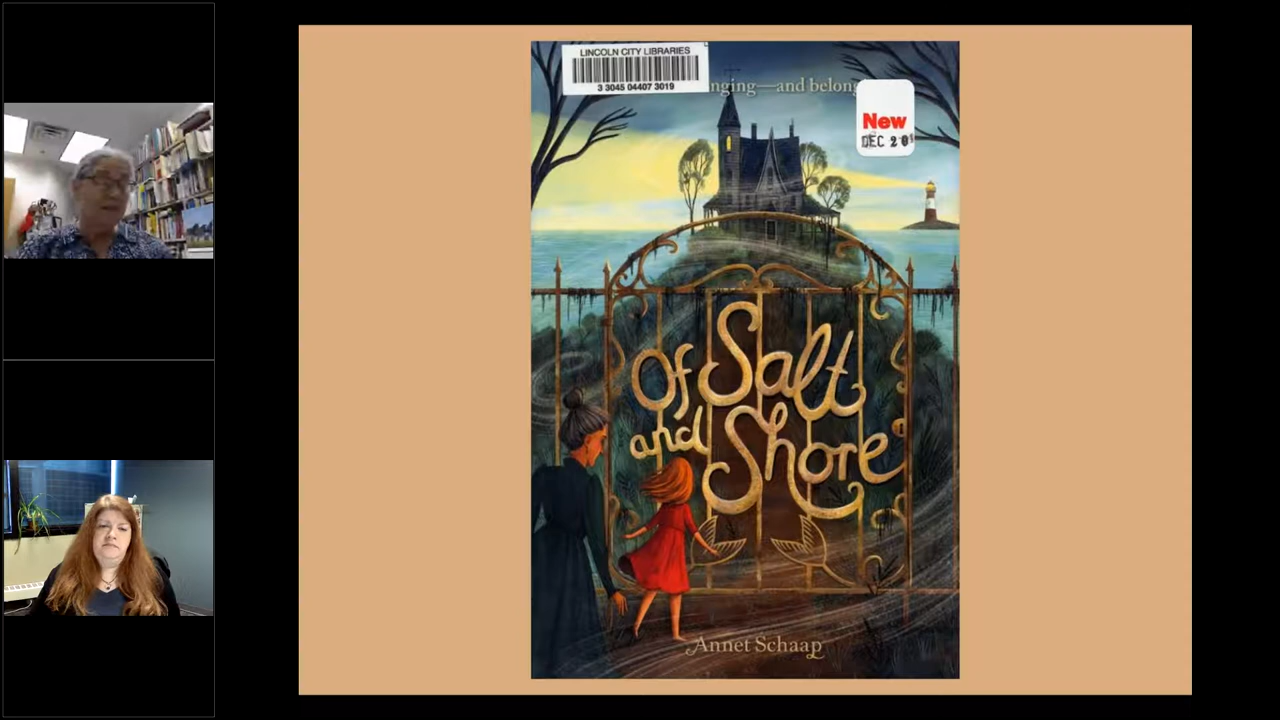 LINCOLN CITY LIBRARIES
3 3045 04407 3019
nging—and belong
New
DEC 20
Of Salt
and Shore
Annet Schaap